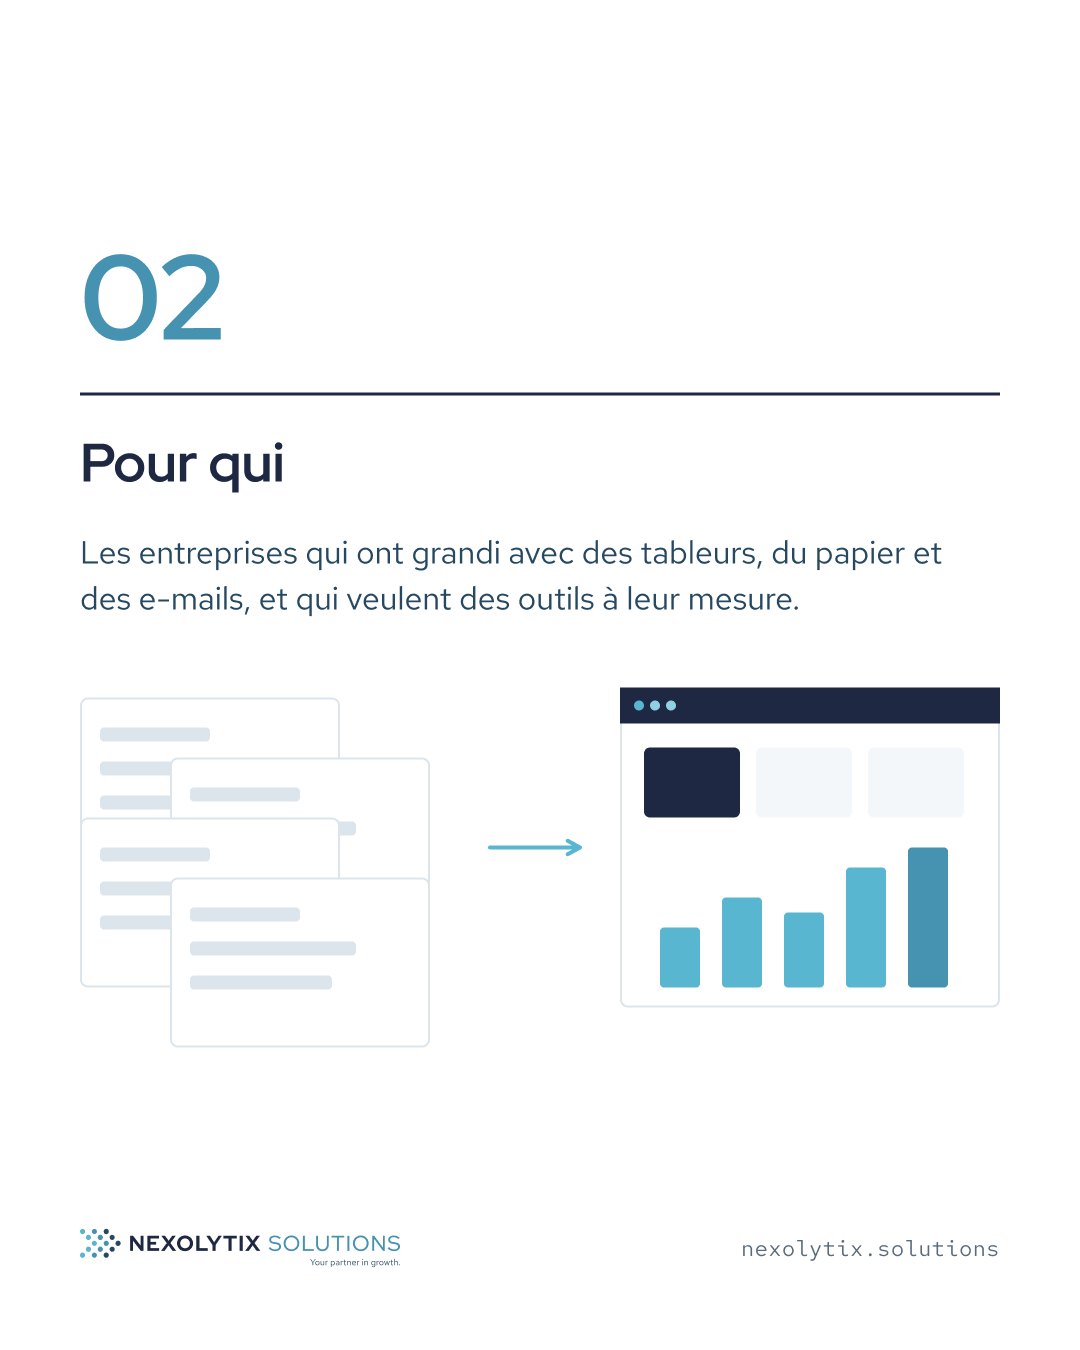 02
Pour qui
Les entreprises qui ont grandi avec des tableurs, du papier et
des e-mails, et qui veulent des outils à leur mesure.
NEXOLYTIX SOLUTIONS
Your partner in growth.
nexolytix.solutions